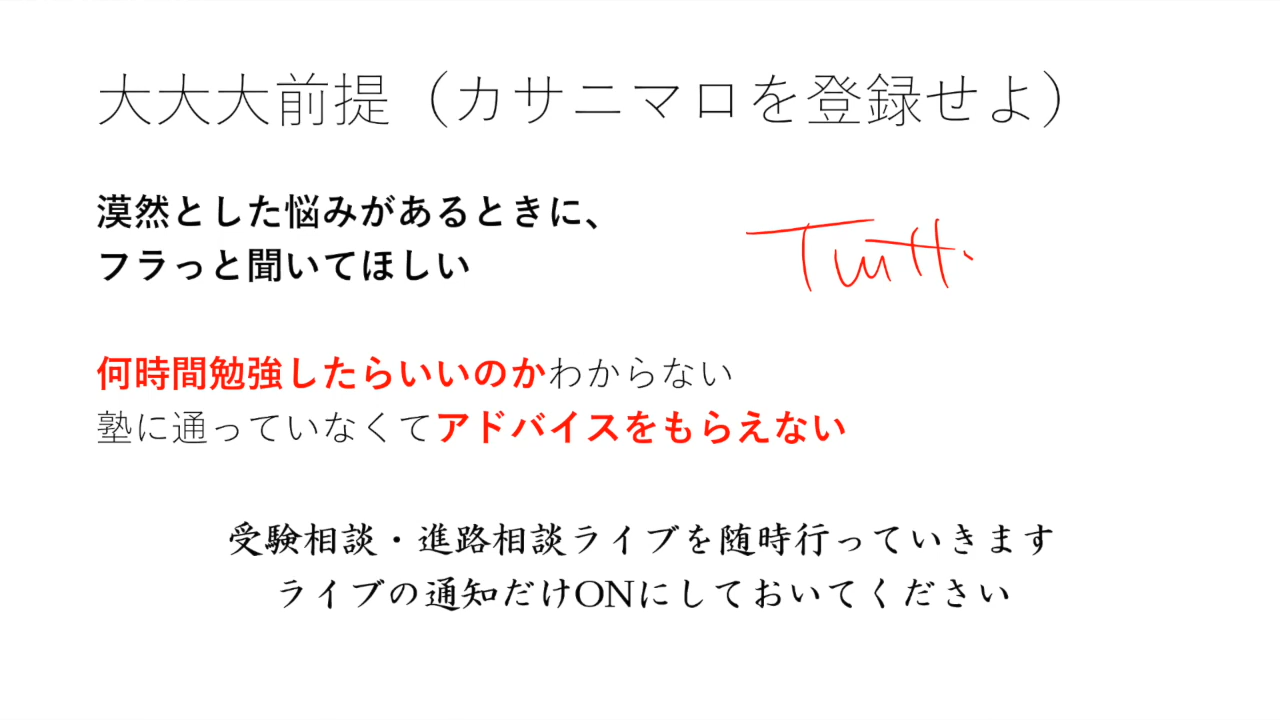 大大大前提（カサニマロを登録せよ）
漠然とした悩みがあるときに、
フラっと聞いてほしい
何時間勉強したらいいのかわからない
塾に通っていなくてアドバイスをもらえない
受験相談・進路相談ライブを随時行っていきます
ライブの通知だけONにしておいてください